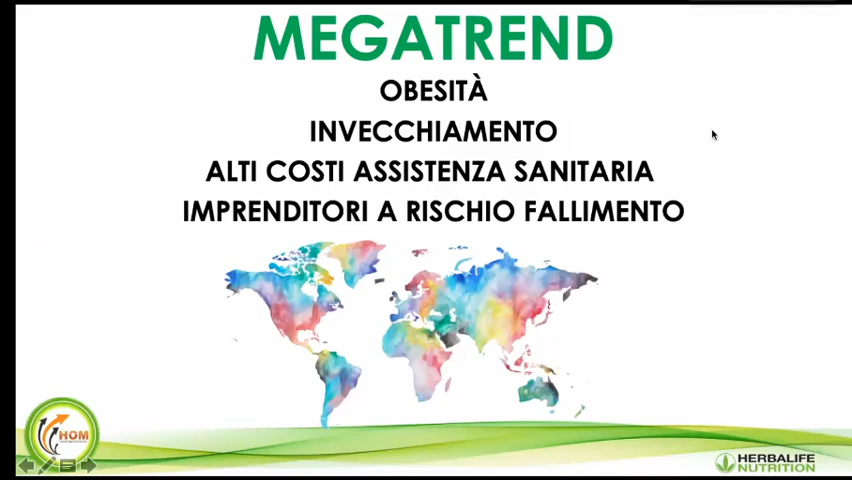 MEGATREND
OBESITÀ
INVECCHIAMENTO
ALTI COSTI ASSISTENZA SANITARIA
IMPRENDITORI A RISCHIO FALLIMENTO
HOM
HERBALIFE
NUTRITION